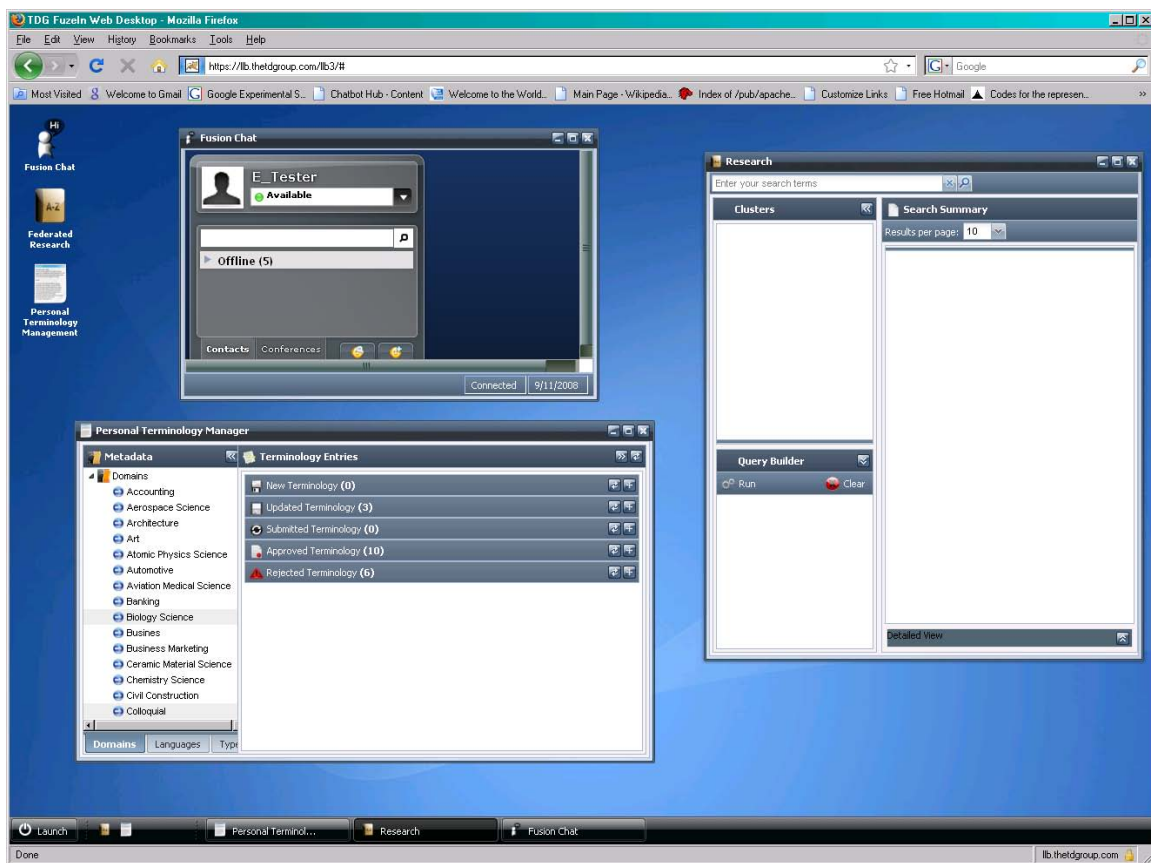 TDG FuzeIn Web Desktop - Mozilla Firefox
File Edit View History Bookmarks Tools Help
https://llb.thetdgroup.com/llb3/#
Google
Most Visited Welcome to Gmail Google Experimental S... Chatbot Hub - Content Welcome to the World... Main Page - Wikipedia... Index of /pub/apache... Customize Links Free Hotmail Codes for the represen... »
Hi
Fusion Chat
A-Z
Federated
Research
Personal
Terminology
Management
Fusion Chat
E_Tester
Available
Offline (5)
Contacts Conferences
Connected 9/11/2008
Research
Enter your search terms
Clusters
Search Summary
Results per page: 10
Query Builder
Run Clear
Detailed View
Personal Terminology Manager
Metadata
Domains
Accounting
Aerospace Science
Architecture
Art
Atomic Physics Science
Automotive
Aviation Medical Science
Banking
Biology Science
Busines
Business Marketing
Ceramic Material Science
Chemistry Science
Civil Construction
Colloquial
Domains Languages Type
Terminology Entries
New Terminology (0)
Updated Terminology (3)
Submitted Terminology (0)
Approved Terminology (10)
Rejected Terminology (6)
Launch Personal Terminol... Research Fusion Chat
Done llb.thetdgroup.com